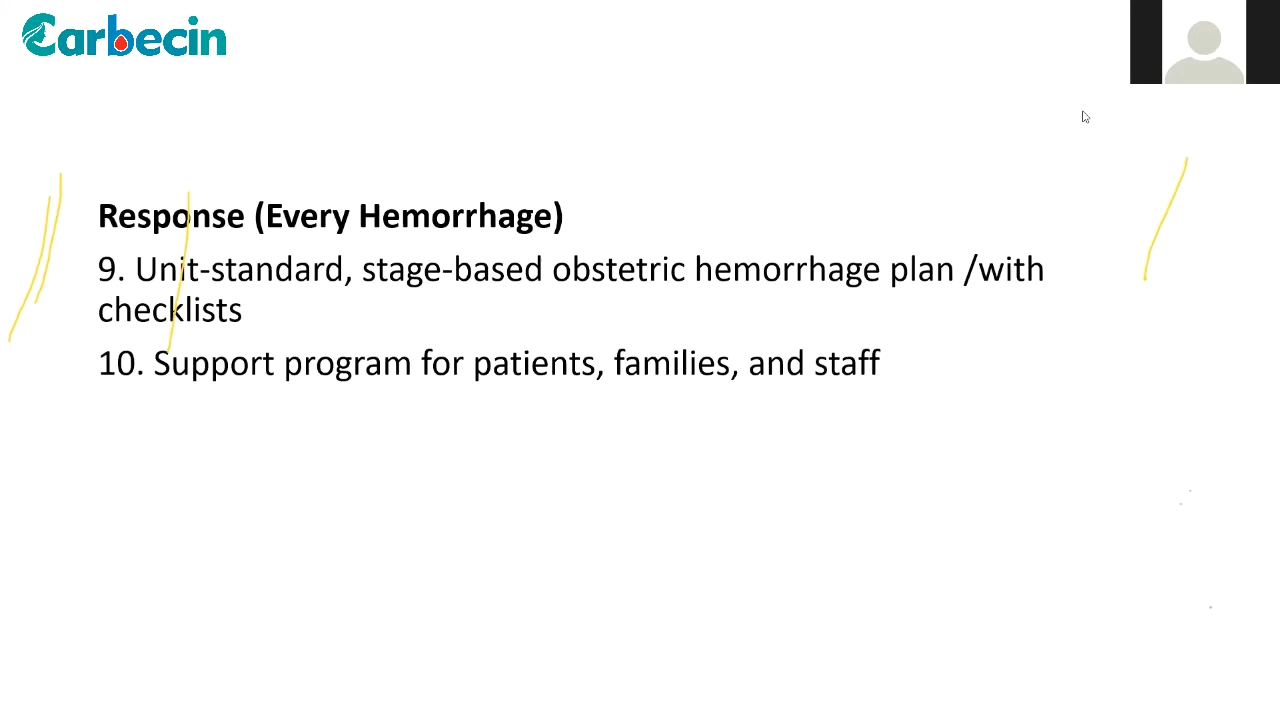 Carbecin
Response (Every Hemorrhage)
9. Unit-standard, stage-based obstetric hemorrhage plan /with
checklists
10. Support program for patients, families, and staff